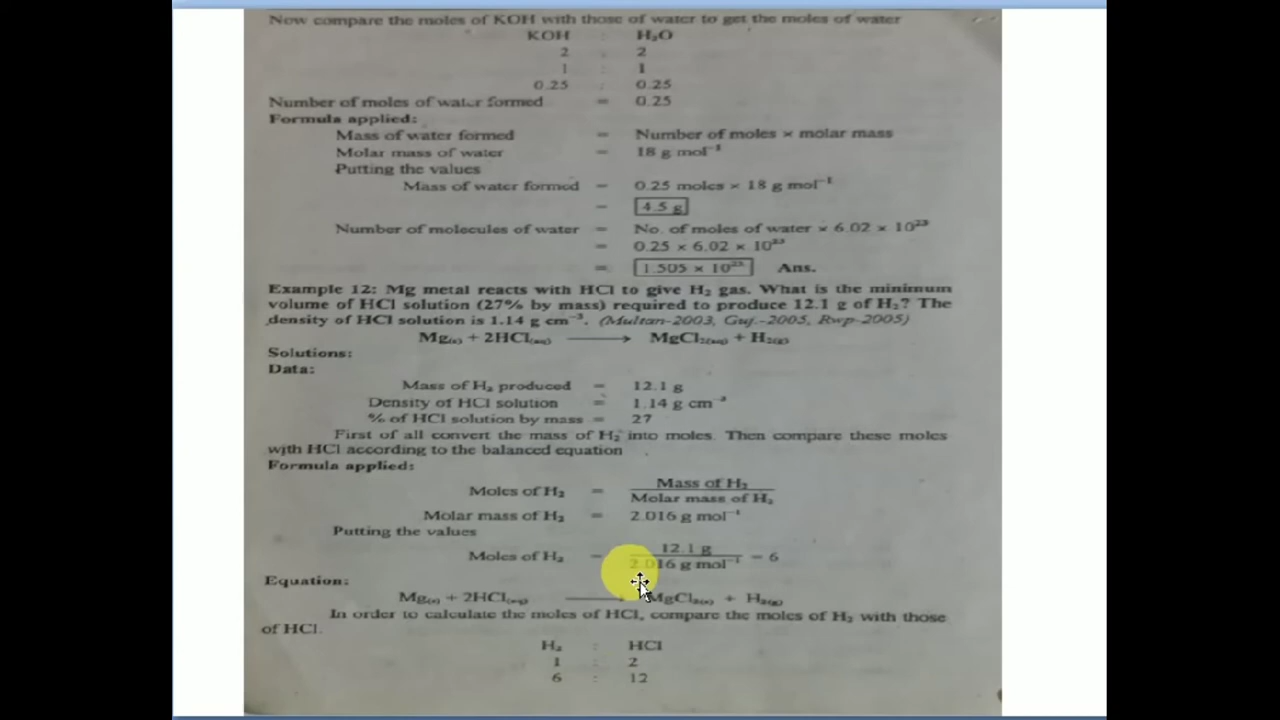 Now compare the moles of KOH with those of water to get the moles of water
KOH : H₂O
2 : 2
1 : 1
0.25 : 0.25
Number of moles of water formed = 0.25
Formula applied:
Mass of water formed = Number of moles × molar mass
Molar mass of water = 18 g mol⁻¹
Putting the values
Mass of water formed = 0.25 moles × 18 g mol⁻¹
= 4.5 g
Number of molecules of water = No. of moles of water × 6.02 × 10²³
= 0.25 × 6.02 × 10²³
= 1.505 × 10²³ Ans.
Example 12: Mg metal reacts with HCl to give H₂ gas. What is the minimum
volume of HCl solution (27% by mass) required to produce 12.1 g of H₂? The
density of HCl solution is 1.14 g cm⁻³. (Multan-2003, Guj.-2005, Rwp-2005)
Mg(s) + 2HCl(aq) ⟶ MgCl₂(aq) + H₂(g)
Solutions:
Data:
Mass of H₂ produced = 12.1 g
Density of HCl solution = 1.14 g cm⁻³
% of HCl solution by mass = 27
First of all convert the mass of H₂ into moles. Then compare these moles
with HCl according to the balanced equation
Formula applied:
Moles of H₂ = Mass of H₂ / Molar mass of H₂
Molar mass of H₂ = 2.016 g mol⁻¹
Putting the values
Moles of H₂ = 12.1 g / 2.016 g mol⁻¹ = 6
Equation:
Mg(s) + 2HCl(aq) ⟶ MgCl₂(s) + H₂(g)
In order to calculate the moles of HCl, compare the moles of H₂ with those
of HCl.
H₂ : HCl
1 : 2
6 : 12